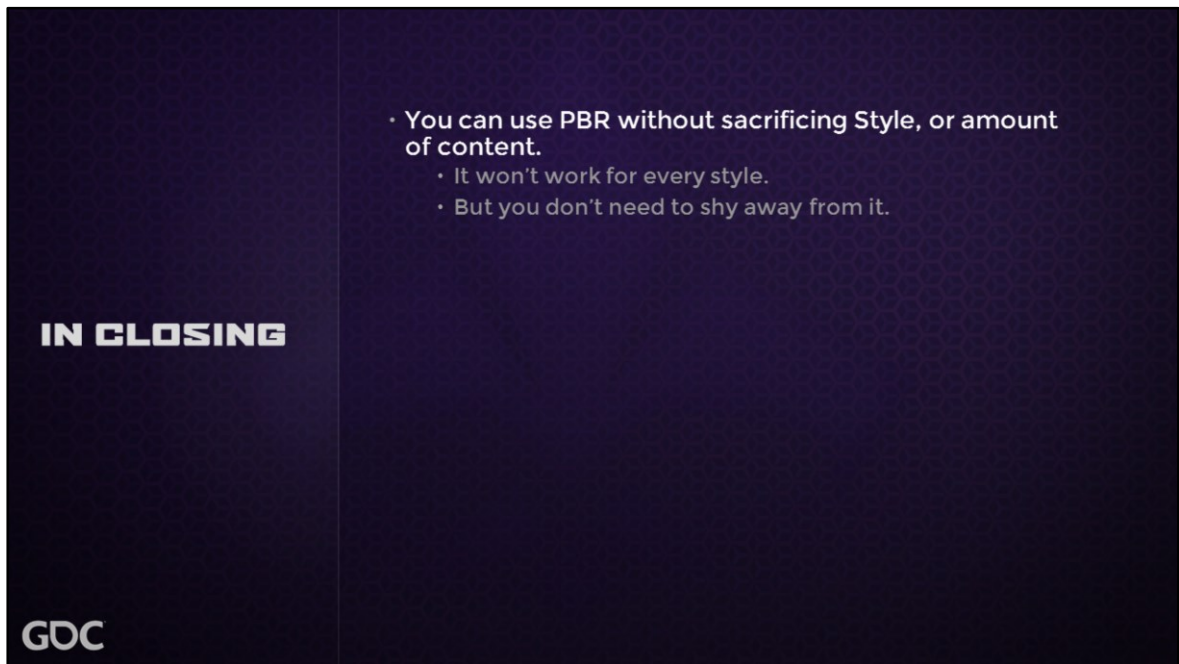 IN CLOSING
• You can use PBR without sacrificing Style, or amount
of content.
• It won't work for every style.
• But you don't need to shy away from it.
GDC